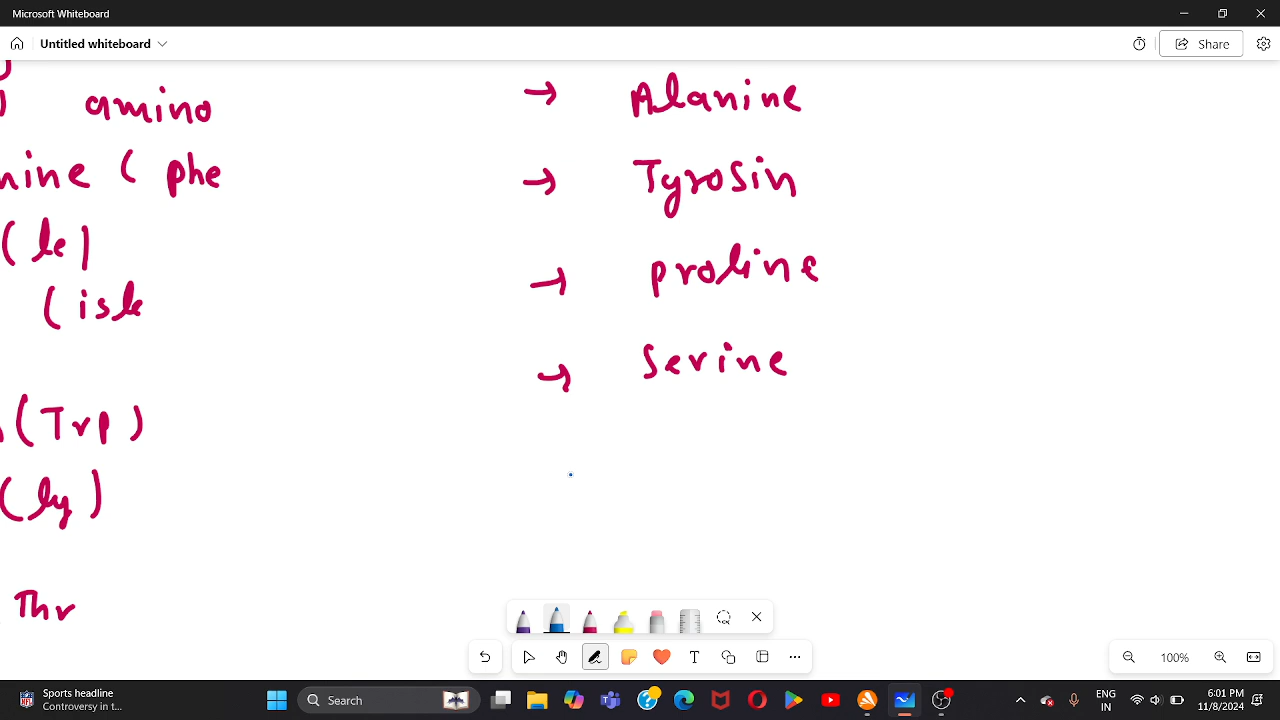 Microsoft Whiteboard
Untitled whiteboard
Share
amino
nine ( phe
( le)
( isle
(Trp)
(ly)
Thr
→ Alanine
→ Tyrosin
→ proline
→ Serine
100%
Sports headline
Controversy in t...
Search
ENG
IN
6:01 PM
11/8/2024